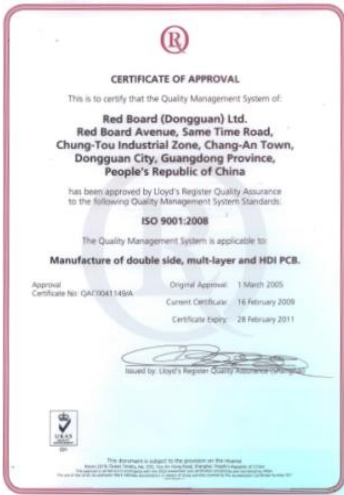 CERTIFICATE OF APPROVAL
This is to certify that the Quality Management System of:
Red Board (Dongguan) Ltd.
Red Board Avenue, Same Time Road,
Chung-Tou Industrial Zone, Chang-An Town,
Dongguan City, Guangdong Province,
People's Republic of China
has been approved by Lloyd's Register Quality Assurance
to the following Quality Management System Standards:
ISO 9001:2008
The Quality Management System is applicable to:
Manufacture of double side, mult-layer and HDI PCB.
Approval
Certificate No: QAC0041149/A
Original Approval: 1 March 2005
Current Certificate: 16 February 2009
Certificate Expiry: 28 February 2011
Issued by: Lloyd's Register Quality Assurance (Shanghai)
UKAS
This document is subject to the provision on the reverse